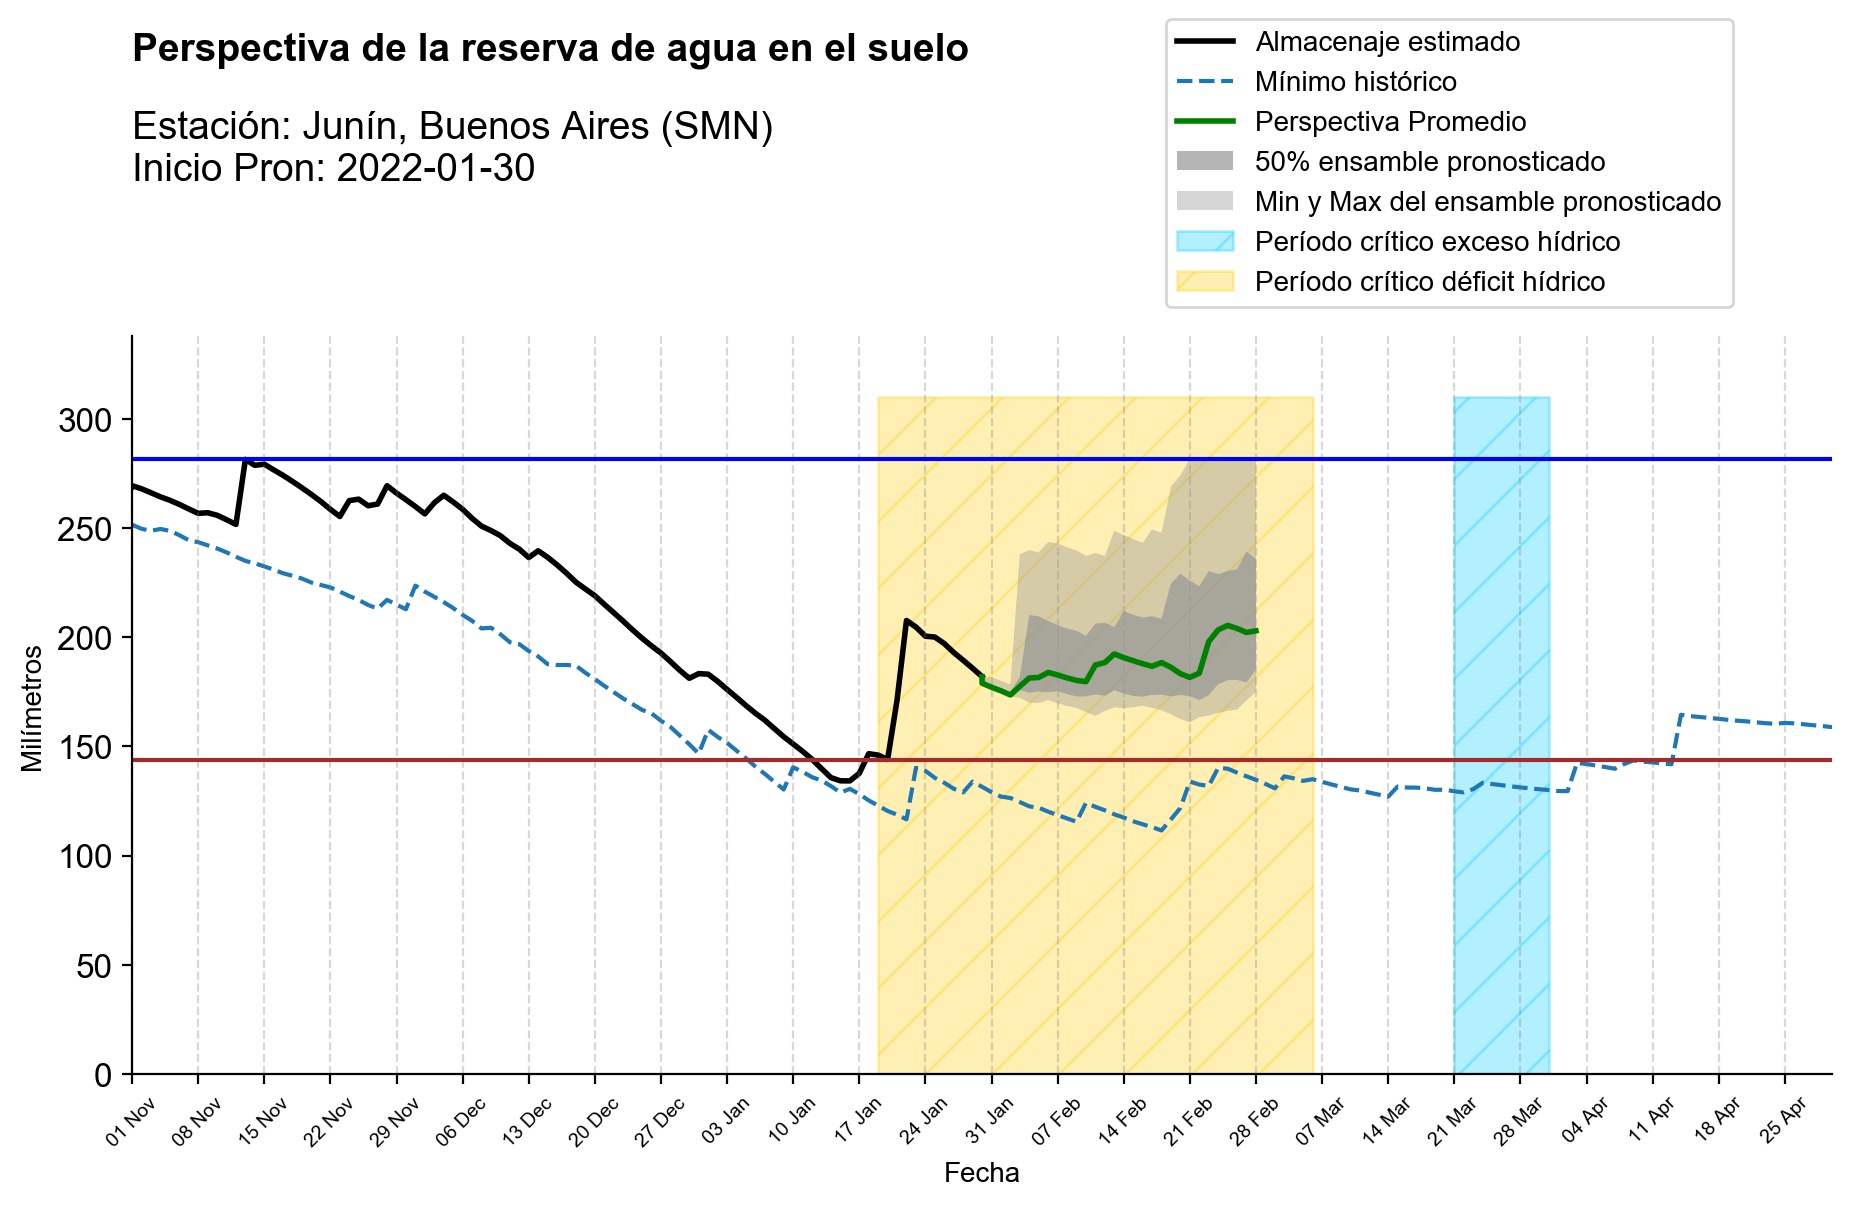 Perspectiva de la reserva de agua en el suelo
Estación: Junín, Buenos Aires (SMN)
Inicio Pron: 2022-01-30
Almacenaje estimado
Mínimo histórico
Perspectiva Promedio
50% ensamble pronosticado
Min y Max del ensamble pronosticado
Período crítico exceso hídrico
Período crítico déficit hídrico
Milímetros
300
250
200
150
100
50
0
01 Nov
08 Nov
15 Nov
22 Nov
29 Nov
06 Dec
13 Dec
20 Dec
27 Dec
03 Jan
10 Jan
17 Jan
24 Jan
31 Jan
07 Feb
14 Feb
21 Feb
28 Feb
07 Mar
14 Mar
21 Mar
28 Mar
04 Apr
11 Apr
18 Apr
25 Apr
Fecha